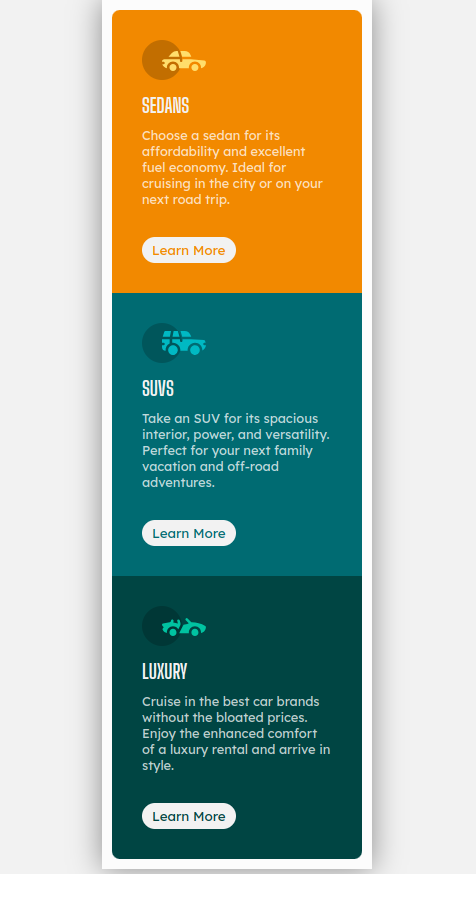 SEDANS
Choose a sedan for its
affordability and excellent
fuel economy. Ideal for
cruising in the city or on your
next road trip.
Learn More
SUVS
Take an SUV for its spacious
interior, power, and versatility.
Perfect for your next family
vacation and off-road
adventures.
Learn More
LUXURY
Cruise in the best car brands
without the bloated prices.
Enjoy the enhanced comfort
of a luxury rental and arrive in
style.
Learn More